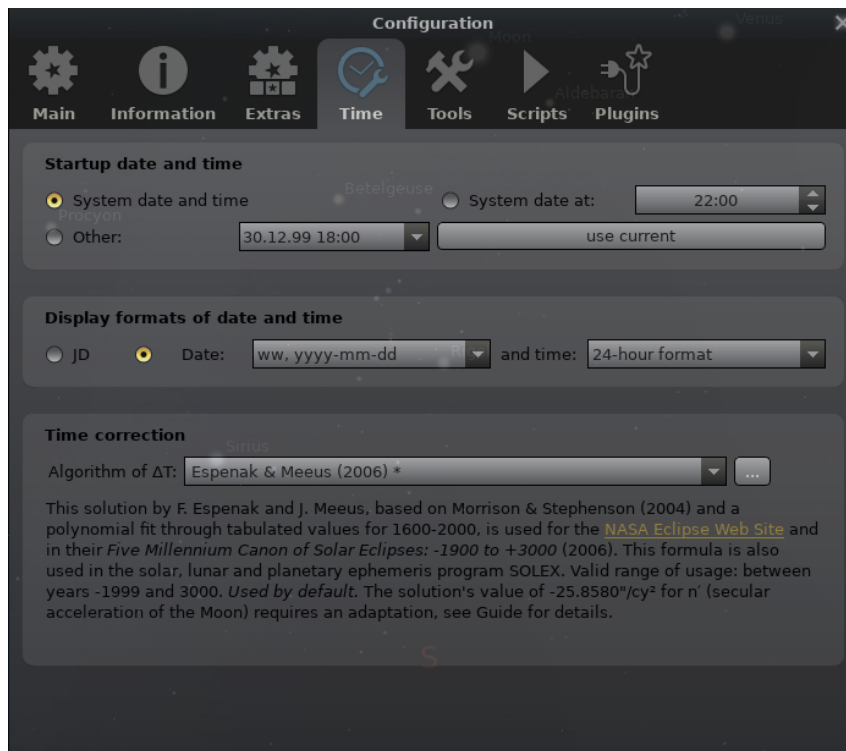 Configuration
Venus
Moon
Aldebara
Main Information Extras Time Tools Scripts Plugins
Startup date and time
Betelgeuse
System date and time System date at: 22:00
Procyon
Other: 30.12.99 18:00 use current
Display formats of date and time
JD Date: ww, yyyy-mm-dd and time: 24-hour format
Time correction
Sirius
Algorithm of ΔT: Espenak & Meeus (2006) * ...
This solution by F. Espenak and J. Meeus, based on Morrison & Stephenson (2004) and a
polynomial fit through tabulated values for 1600-2000, is used for the NASA Eclipse Web Site and
in their Five Millennium Canon of Solar Eclipses: -1900 to +3000 (2006). This formula is also
used in the solar, lunar and planetary ephemeris program SOLEX. Valid range of usage: between
years -1999 and 3000. Used by default. The solution's value of -25.8580"/cy² for n˙ (secular
acceleration of the Moon) requires an adaptation, see Guide for details.
S